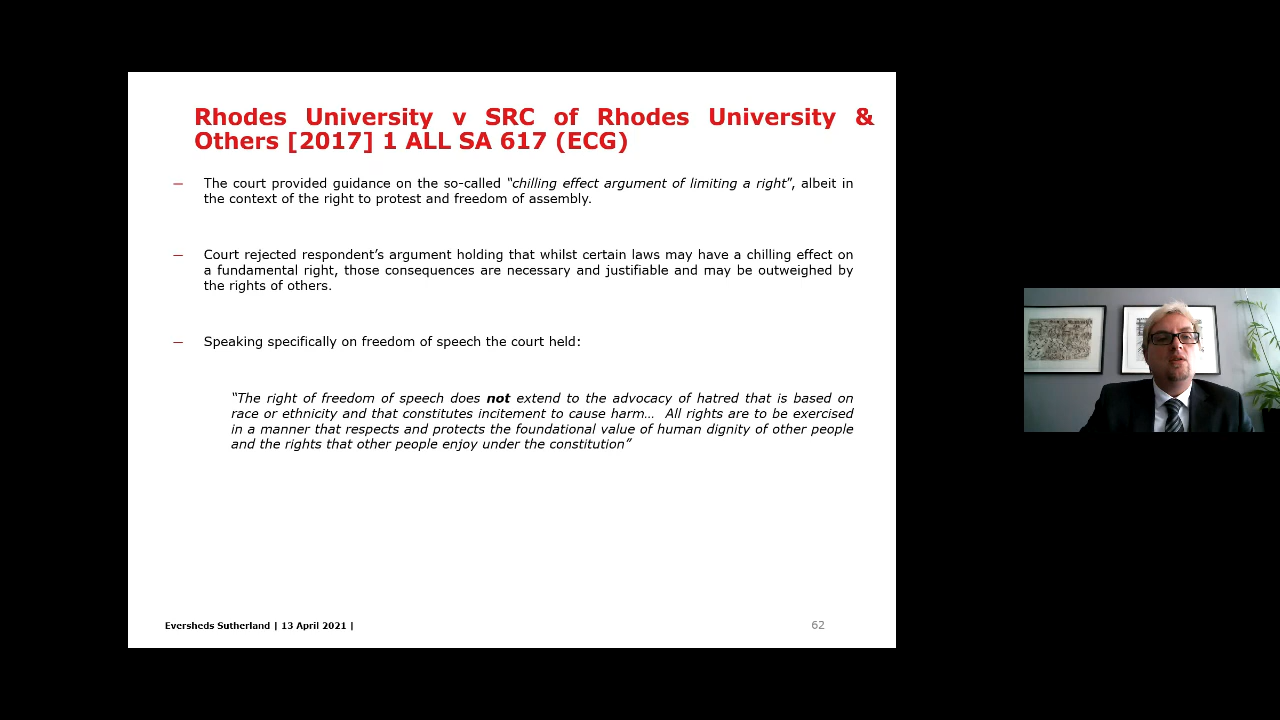 Rhodes University v SRC of Rhodes University &
Others [2017] 1 ALL SA 617 (ECG)
— The court provided guidance on the so-called “chilling effect argument of limiting a right”, albeit in
the context of the right to protest and freedom of assembly.
— Court rejected respondent’s argument holding that whilst certain laws may have a chilling effect on
a fundamental right, those consequences are necessary and justifiable and may be outweighed by
the rights of others.
— Speaking specifically on freedom of speech the court held:
“The right of freedom of speech does not extend to the advocacy of hatred that is based on
race or ethnicity and that constitutes incitement to cause harm… All rights are to be exercised
in a manner that respects and protects the foundational value of human dignity of other people
and the rights that other people enjoy under the constitution”
Eversheds Sutherland | 13 April 2021 |
62